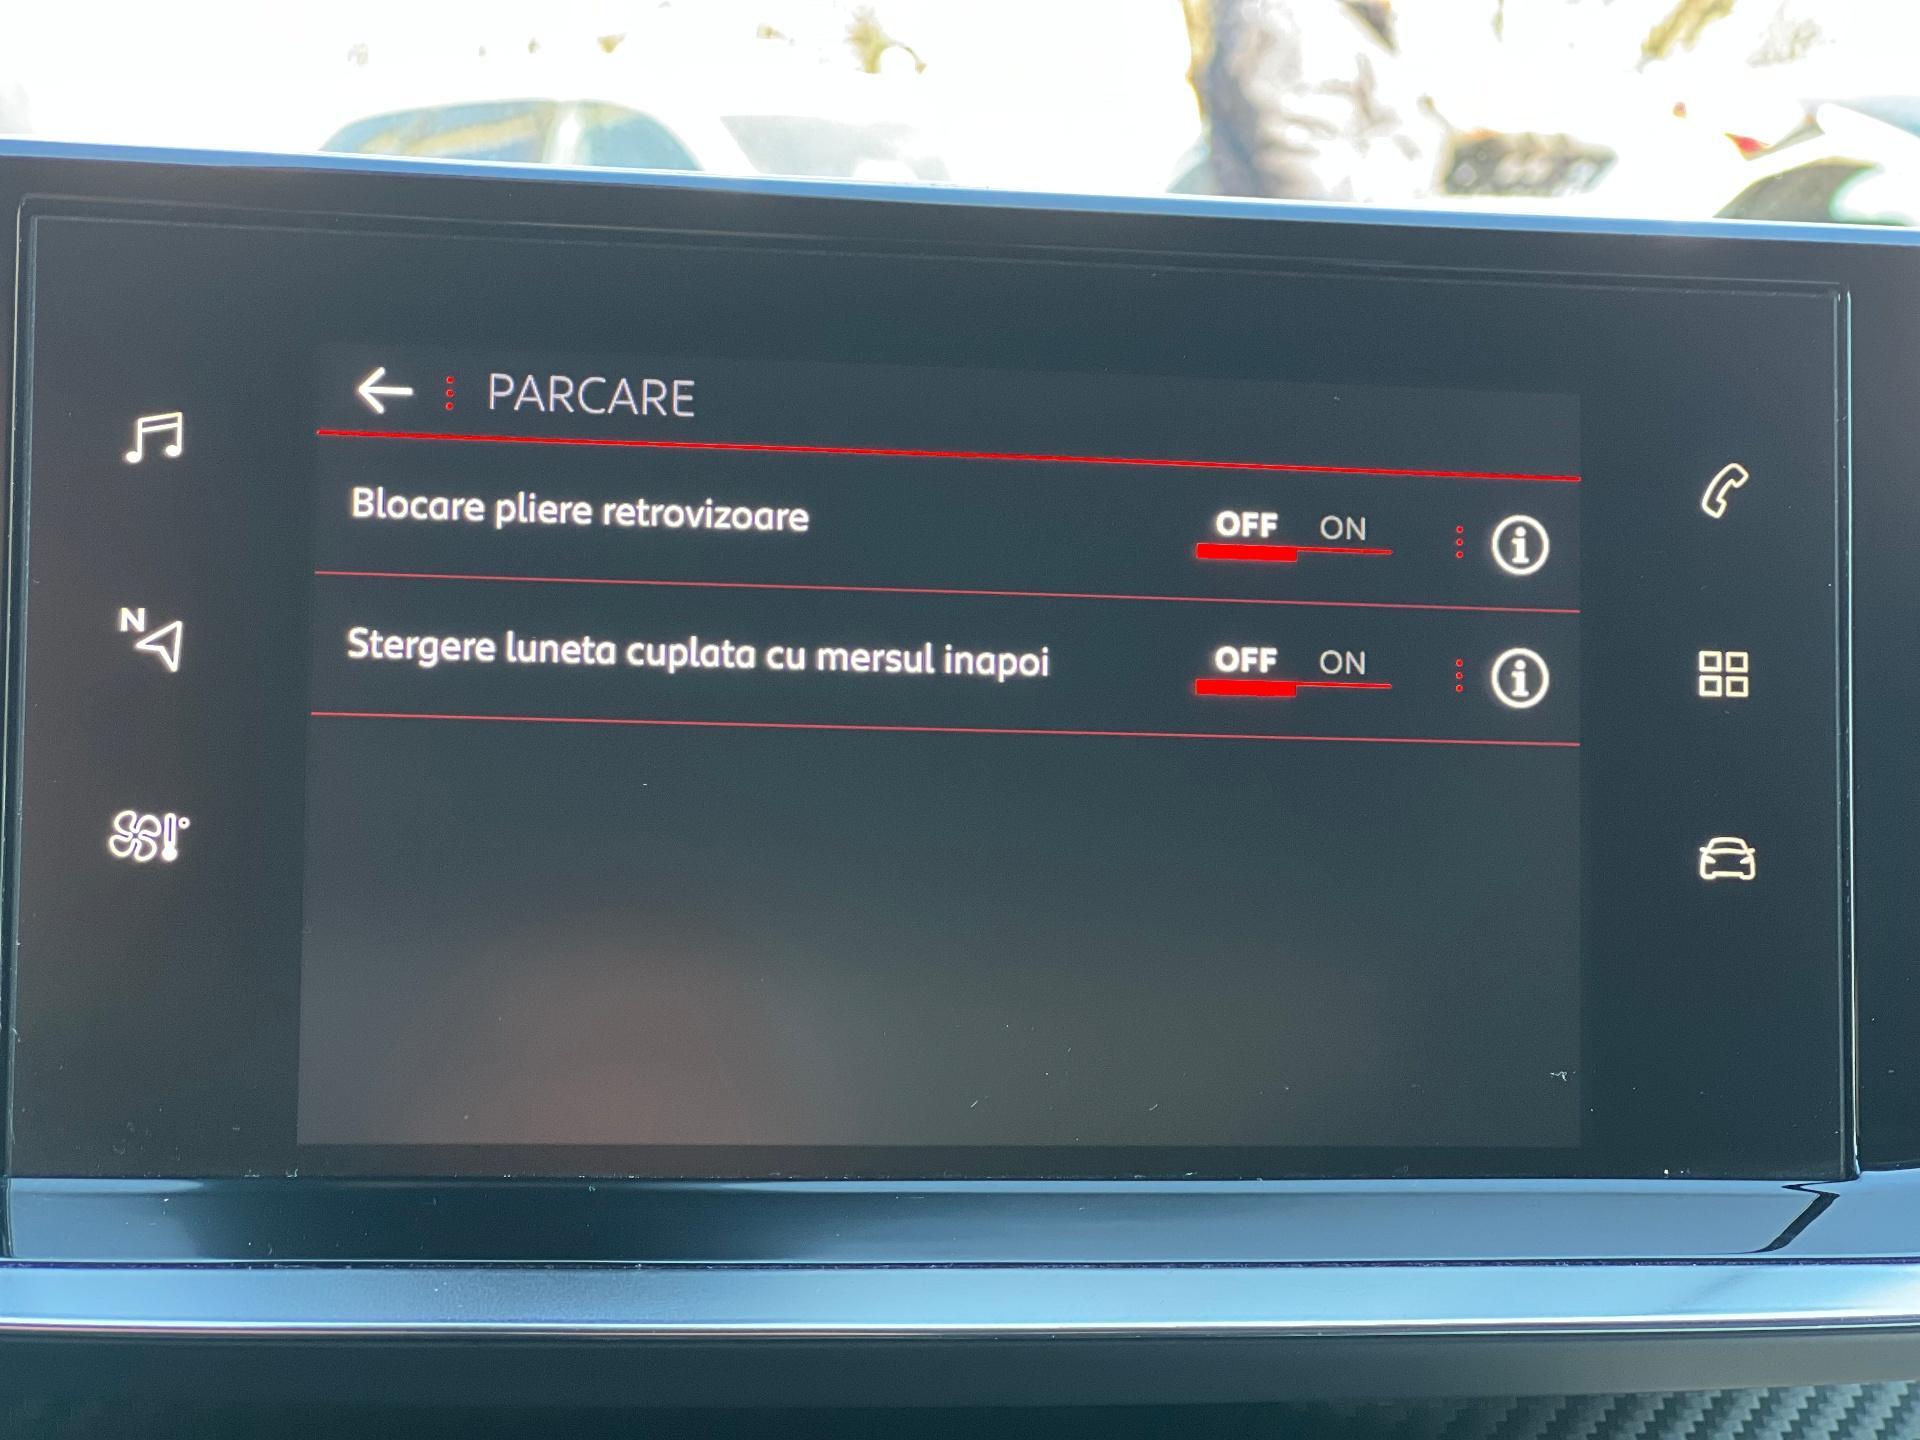 PARCARE
Blocare pliere retrovizoare OFF ON
N
Stergere luneta cuplata cu mersul inapoi OFF ON